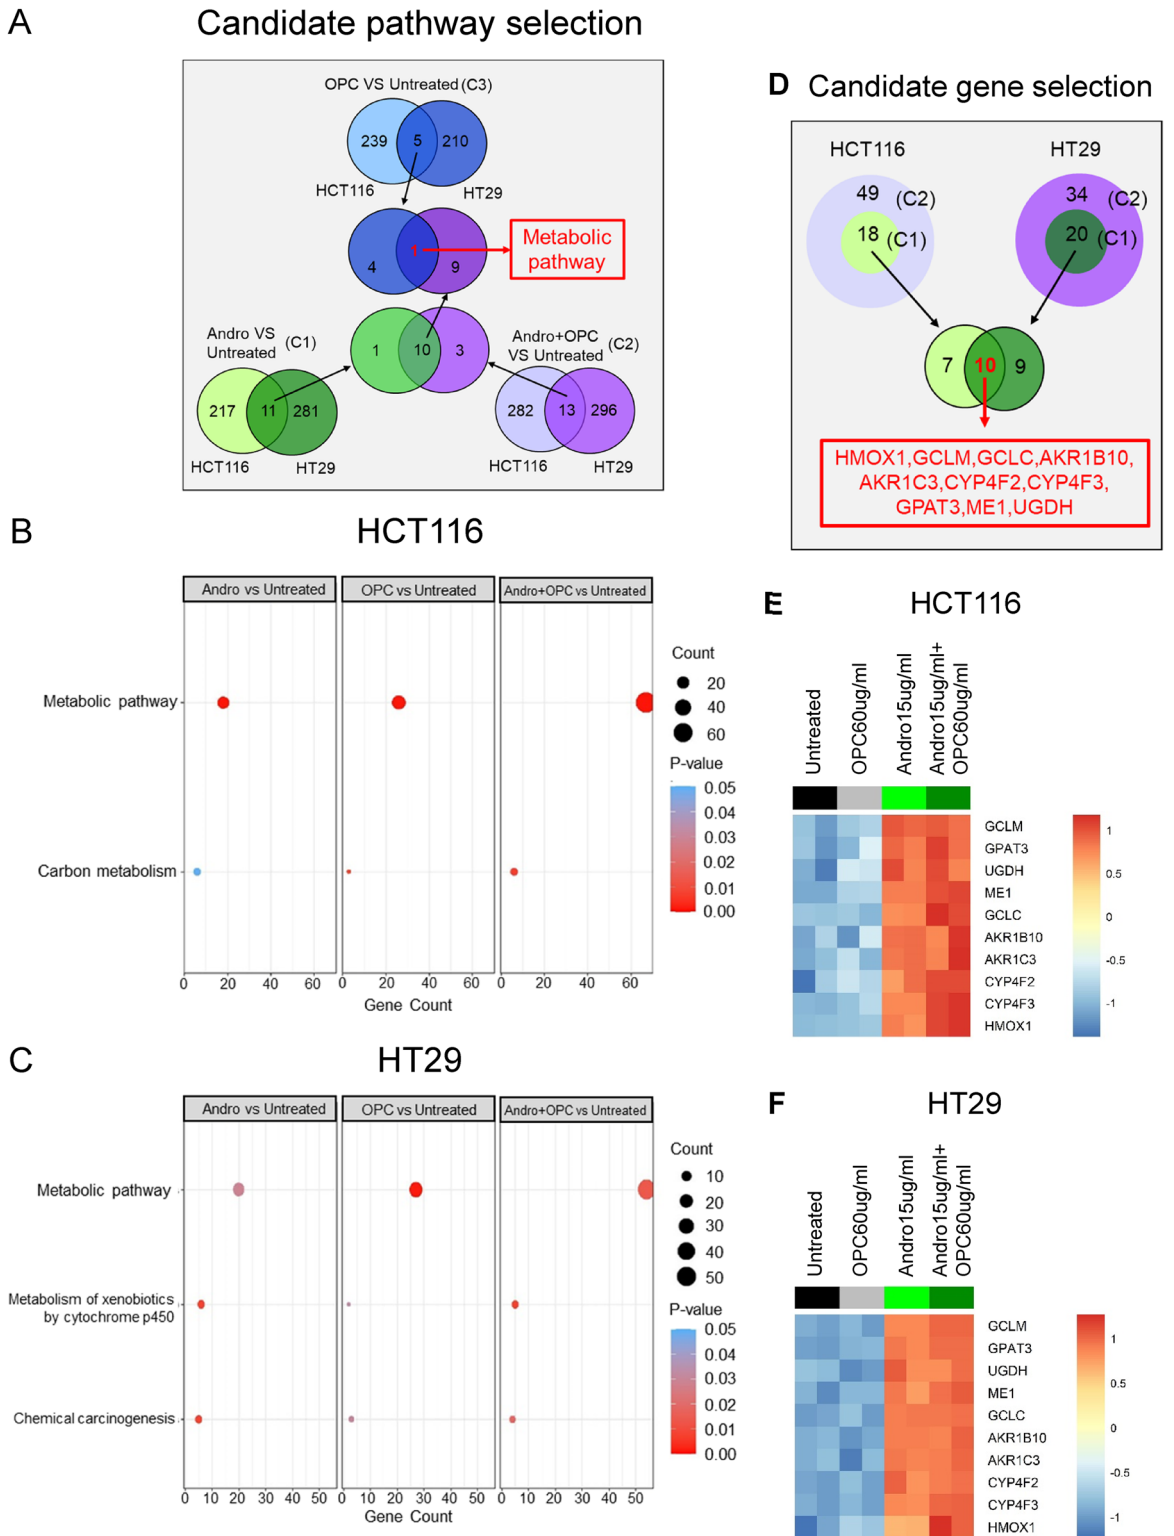 A
Candidate pathway selection
OPC VS Untreated (C3)
239
5
210
HCT116
HT29
4
1
9
Metabolic
pathway
Andro VS
Untreated
(C1)
1
10
3
Andro+OPC
VS Untreated
(C2)
217
11
281
HCT116
HT29
282
13
296
HCT116
HT29
D
Candidate gene selection
HCT116
HT29
49
(C2)
18
(C1)
34
(C2)
20
(C1)
7
10
9
HMOX1,GCLM,GCLC,AKR1B10,
AKR1C3,CYP4F2,CYP4F3,
GPAT3,ME1,UGDH
B
HCT116
Andro vs Untreated
OPC vs Untreated
Andro+OPC vs Untreated
Metabolic pathway
Carbon metabolism
0 20 40 60
0 20 40 60
0 20 40 60
Gene Count
Count
20
40
60
P-value
0.05
0.04
0.03
0.02
0.01
0.00
C
HT29
Andro vs Untreated
OPC vs Untreated
Andro+OPC vs Untreated
Metabolic pathway
Metabolism of xenobiotics
by cytochrome p450
Chemical carcinogenesis
0 10 20 30 40 50
0 10 20 30 40 50
0 10 20 30 40 50
Gene Count
Count
10
20
30
40
50
P-value
0.05
0.04
0.03
0.02
0.01
0.00
E
HCT116
Untreated
OPC60ug/ml
Andro15ug/ml
Andro15ug/ml+
OPC60ug/ml
GCLM
GPAT3
UGDH
ME1
GCLC
AKR1B10
AKR1C3
CYP4F2
CYP4F3
HMOX1
1
0.5
0
-0.5
-1
F
HT29
Untreated
OPC60ug/ml
Andro15ug/ml
Andro15ug/ml+
OPC60ug/ml
GCLM
GPAT3
UGDH
ME1
GCLC
AKR1B10
AKR1C3
CYP4F2
CYP4F3
HMOX1
1
0.5
0
-0.5
-1